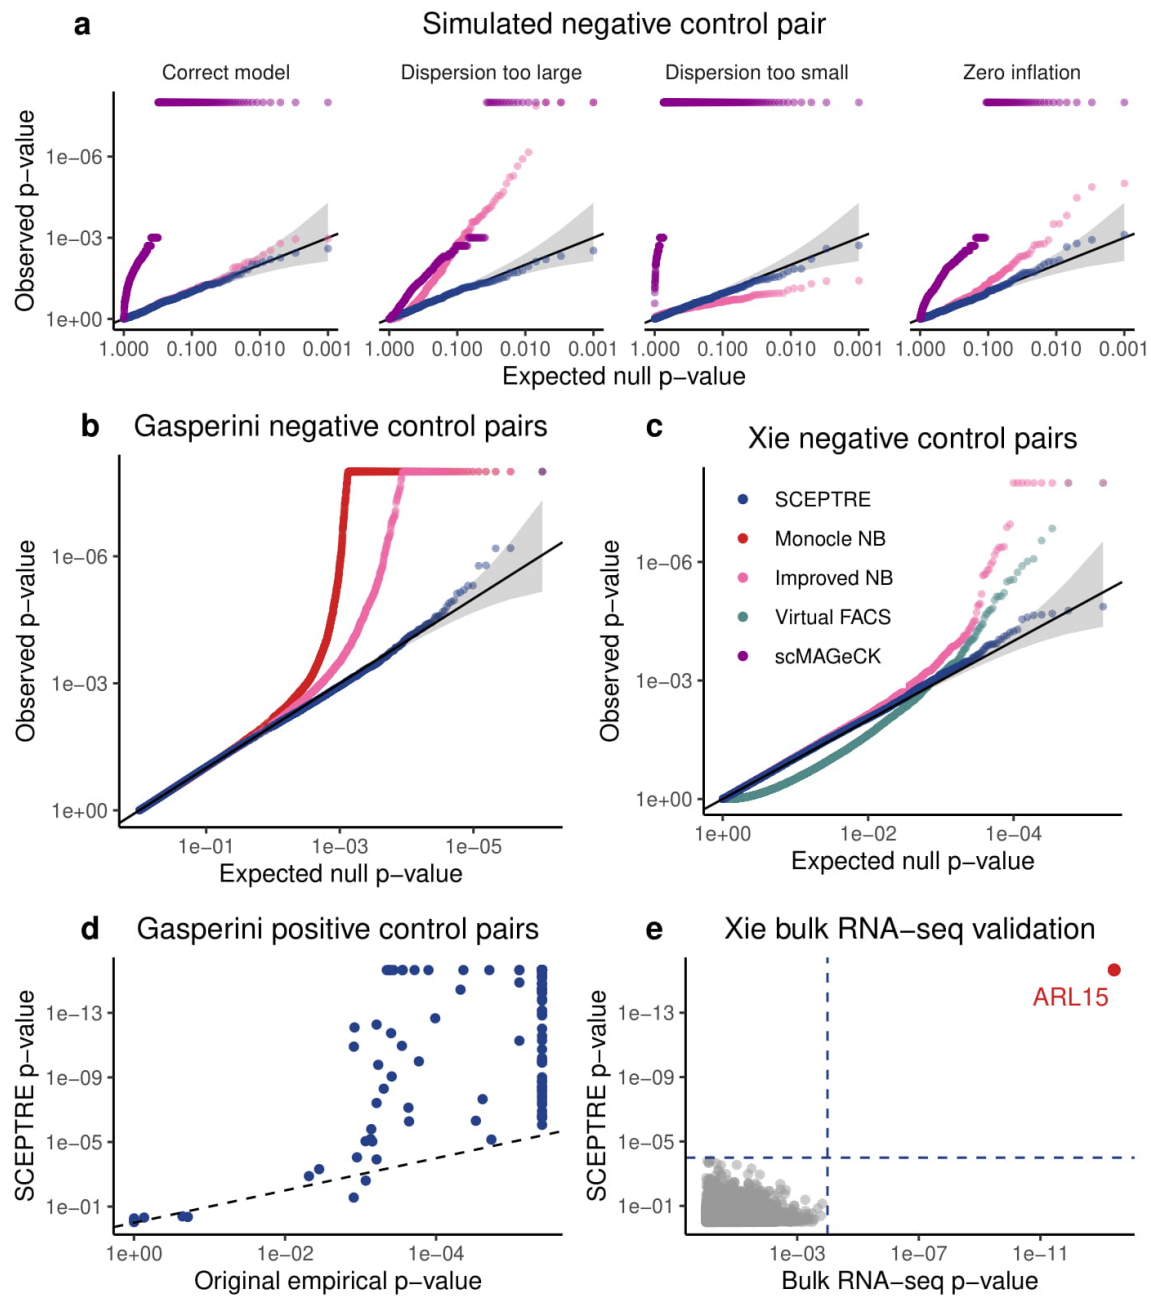 a
Simulated negative control pair
Correct model
Dispersion too large
Dispersion too small
Zero inflation
Observed p−value
1e−06
1e−03
1e+00
1.000 0.100 0.010 0.001
1.000 0.100 0.010 0.001
1.000 0.100 0.010 0.001
1.000 0.100 0.010 0.001
Expected null p−value
b
Gasperini negative control pairs
Observed p−value
1e−06
1e−03
1e+00
1e−01 1e−03 1e−05
Expected null p−value
c
Xie negative control pairs
SCEPTRE
Monocle NB
Improved NB
Virtual FACS
scMAGeCK
Observed p−value
1e−06
1e−03
1e+00
1e+00 1e−02 1e−04
Expected null p−value
d
Gasperini positive control pairs
SCEPTRE p−value
1e−13
1e−09
1e−05
1e−01
1e+00 1e−02 1e−04
Original empirical p−value
e
Xie bulk RNA−seq validation
ARL15
SCEPTRE p−value
1e−13
1e−09
1e−05
1e−01
1e−03 1e−07 1e−11
Bulk RNA−seq p−value